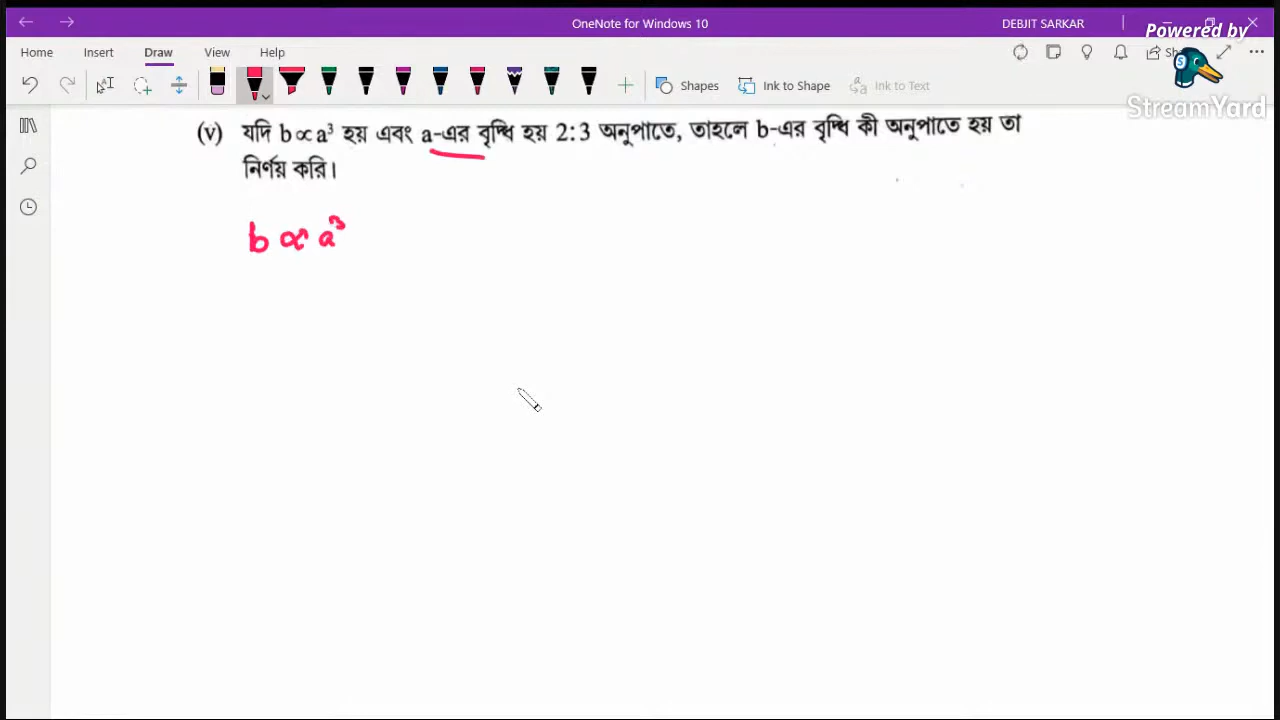 OneNote for Windows 10
DEBJIT SARKAR
Powered by
StreamYard
Home Insert Draw View Help
Shapes Ink to Shape Ink to Text
(v) যদি b ∝ a³ হয় এবং a-এর বৃদ্ধি হয় 2:3 অনুপাতে, তাহলে b-এর বৃদ্ধি কী অনুপাতে হয় তা
নির্ণয় করি।
b ∝ a³